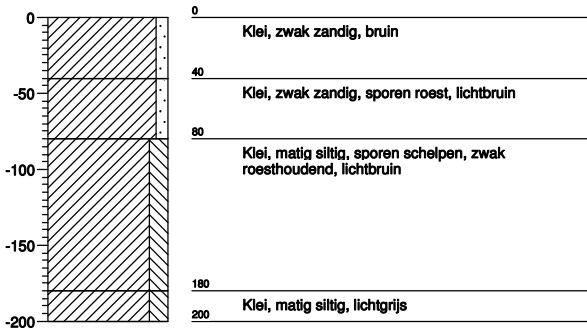 0
0
Klei, zwak zandig, bruin
40
-50
Klei, zwak zandig, sporen roest, lichtbruin
80
Klei, matig siltig, sporen schelpen, zwak
roesthoudend, lichtbruin
-100
-150
180
Klei, matig siltig, lichtgrijs
-200
200